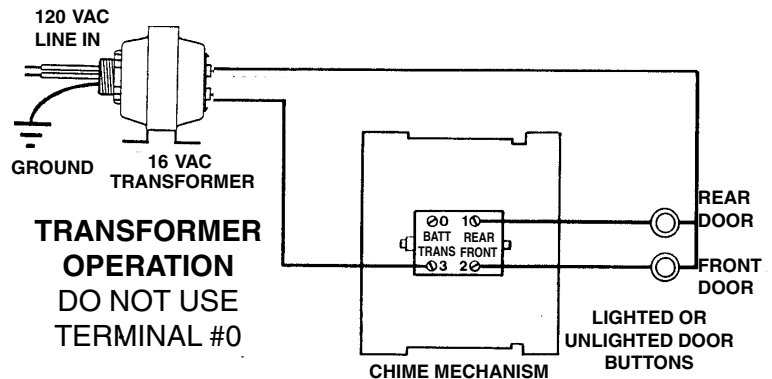 120 VAC
LINE IN
GROUND
16 VAC
TRANSFORMER
TRANSFORMER
OPERATION
DO NOT USE
TERMINAL #0
0 1
BATT REAR
TRANS FRONT
3 2
REAR
DOOR
FRONT
DOOR
LIGHTED OR
UNLIGHTED DOOR
BUTTONS
CHIME MECHANISM